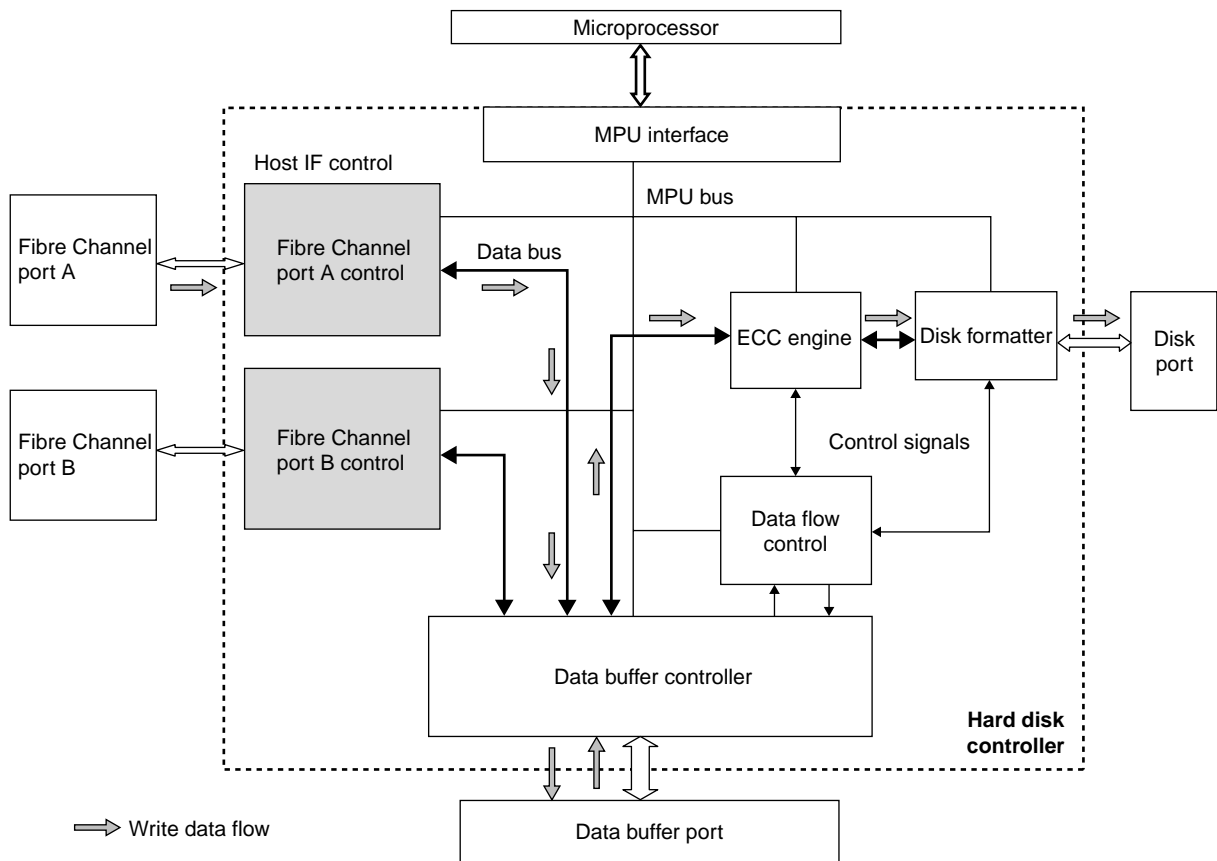 Microprocessor
MPU interface
Host IF control
MPU bus
Fibre Channel
port A
Fibre Channel
port A control
Data bus
ECC engine
Disk formatter
Disk
port
Fibre Channel
port B
Fibre Channel
port B control
Control signals
Data flow
control
Data buffer controller
Hard disk
controller
Write data flow
Data buffer port